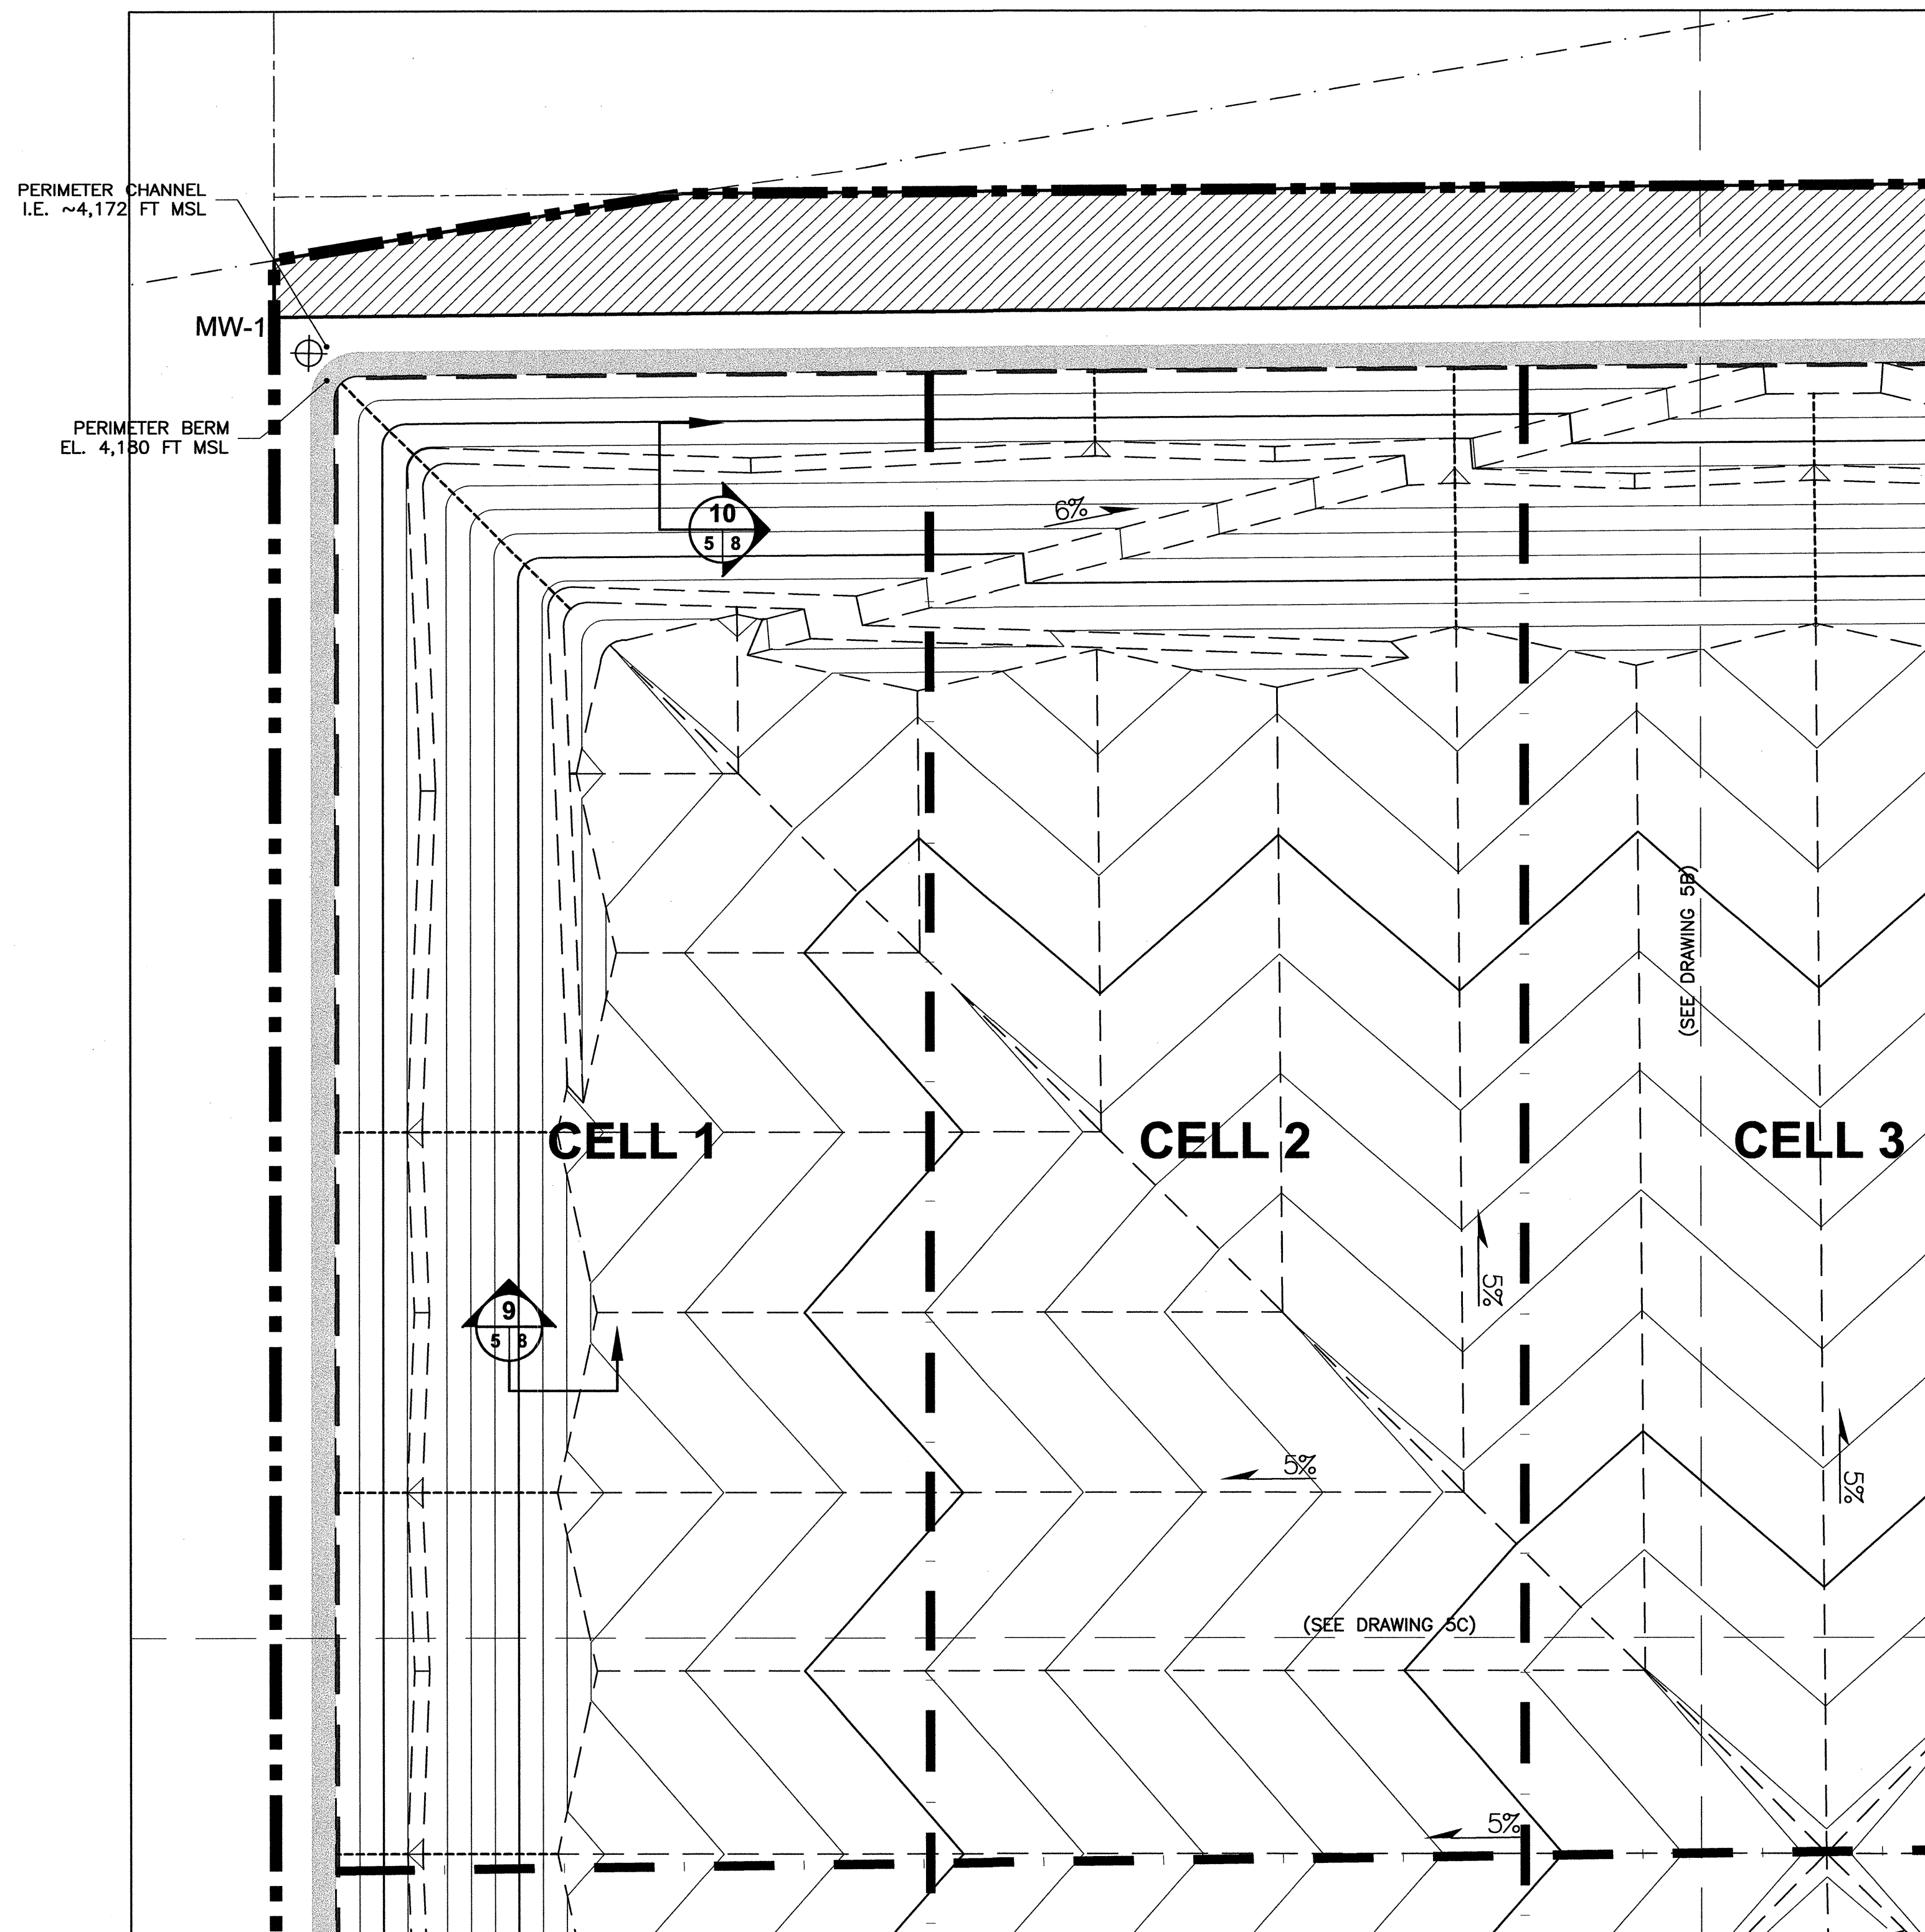 PERIMETER CHANNEL
I.E. ~4,172 FT MSL
MW-1
PERIMETER BERM
EL. 4,180 FT MSL
10
5 8
6%
(SEE DRAWING 5B)
CELL 1
CELL 2
CELL 3
9
5 8
5%
5%
5%
(SEE DRAWING 5C)
5%